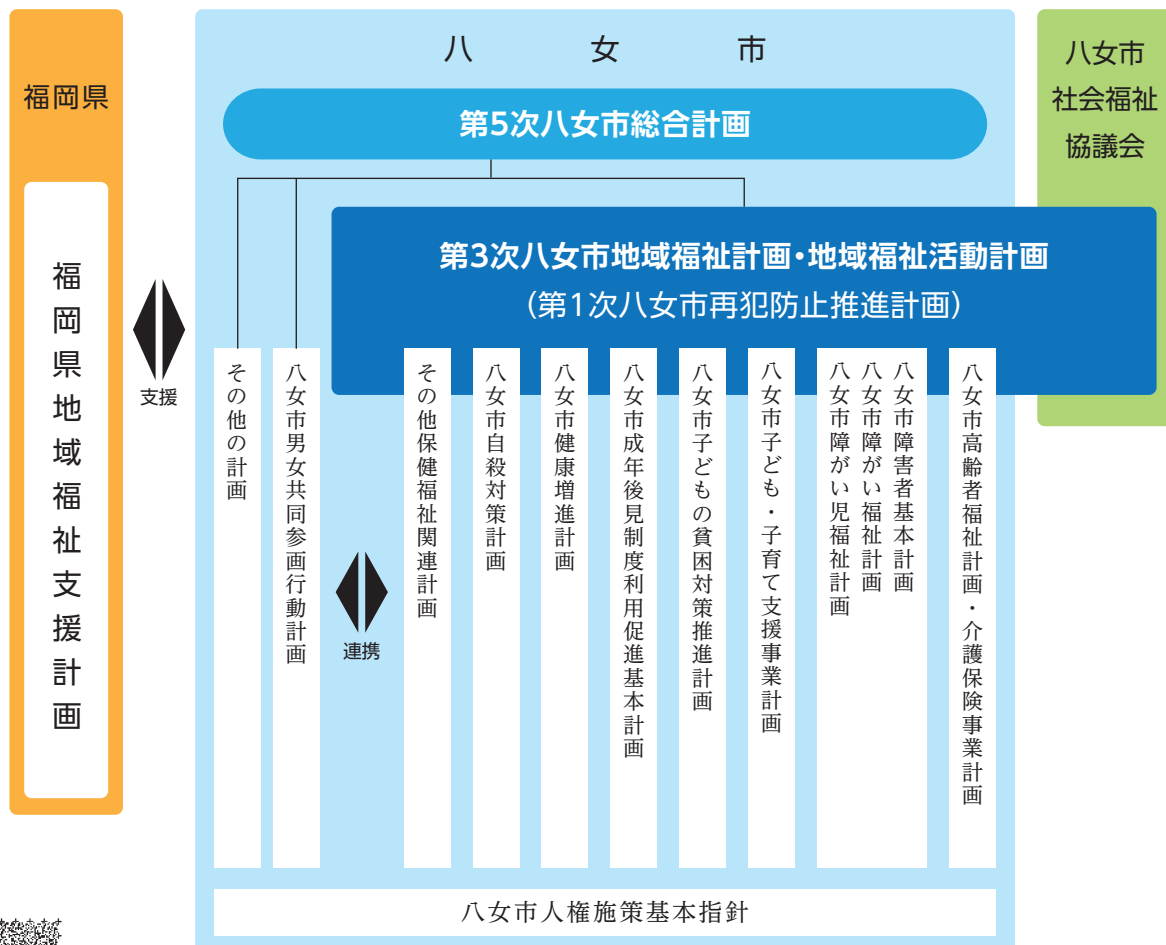 福岡県
福岡県地域福祉支援計画
支援
八女市
第5次八女市総合計画
第3次八女市地域福祉計画・地域福祉活動計画
（第1次八女市再犯防止推進計画）
その他の計画
八女市男女共同参画行動計画
連携
その他保健福祉関連計画
八女市自殺対策計画
八女市健康増進計画
八女市成年後見制度利用促進基本計画
八女市子どもの貧困対策推進計画
八女市子ども・子育て支援事業計画
八女市障害者基本計画
八女市障がい福祉計画
八女市障がい児福祉計画
八女市高齢者福祉計画・介護保険事業計画
八女市人権施策基本指針
八女市
社会福祉
協議会